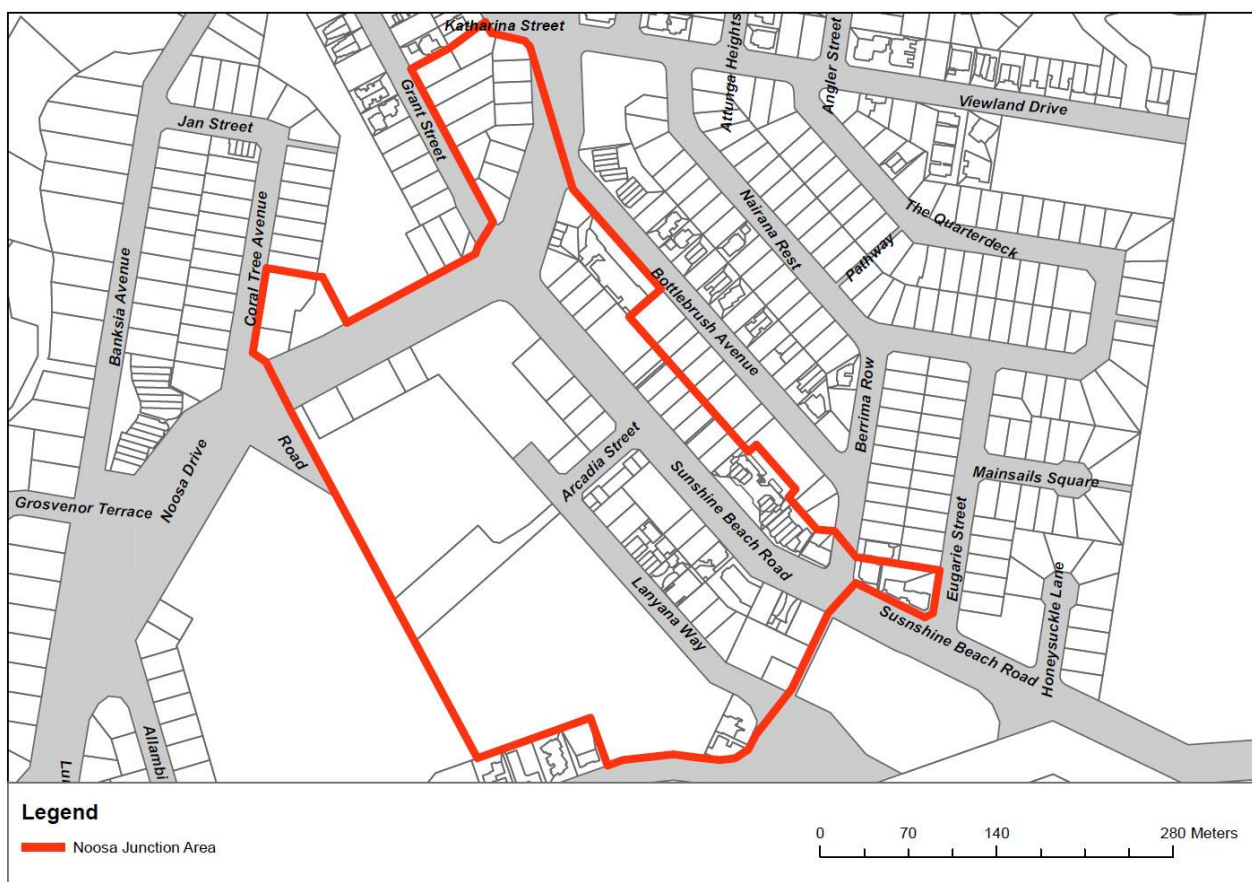 Katharina Street
Attunga Heights
Angler Street
Viewland Drive
Grant Street
Jan Street
Coral Tree Avenue
Banksia Avenue
Nairana Rest
Pathway
The Quarterdeck
Bottlebrush Avenue
Berrima Row
Road
Arcadia Street
Sunshine Beach Road
Mainsails Square
Grosvenor Terrace
Noosa Drive
Eugarie Street
Lanyana Way
Susnshine Beach Road
Honeysuckle Lane
Allambi
Legend
Noosa Junction Area
0 70 140 280 Meters